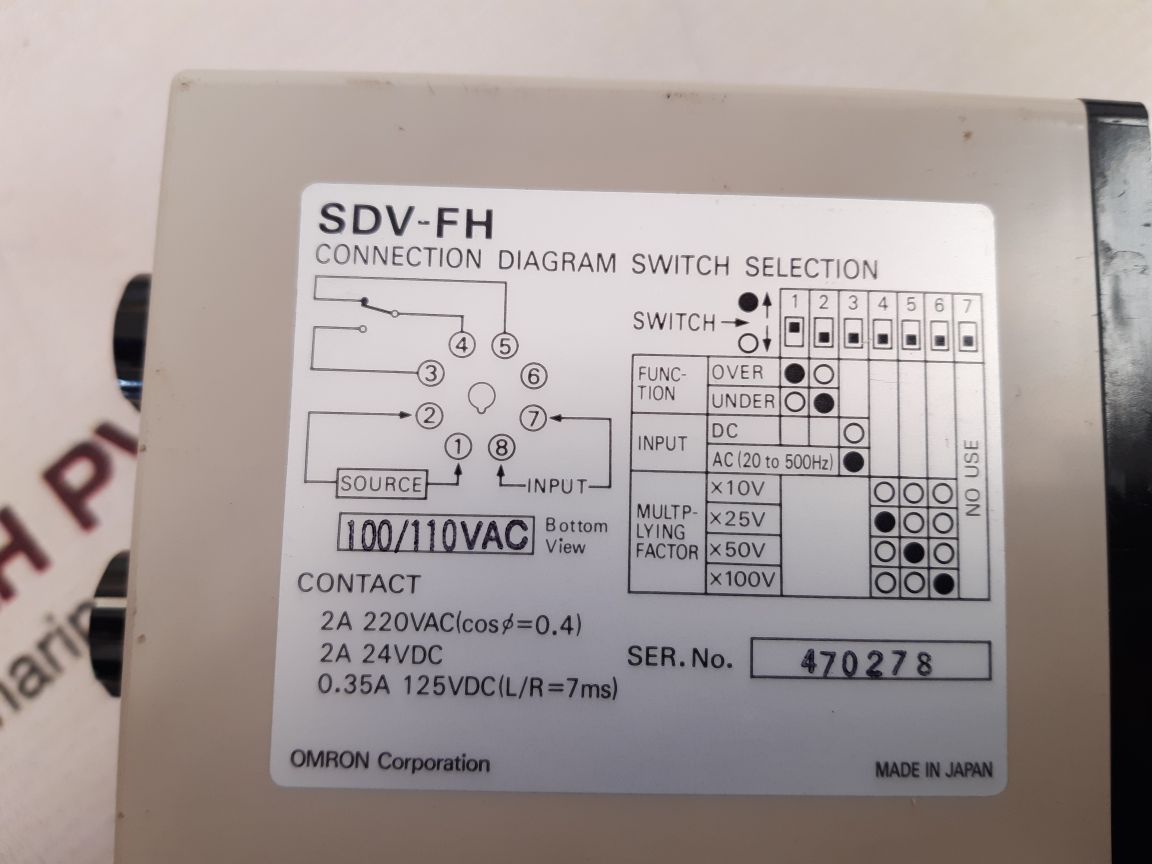 SDV-FH
CONNECTION DIAGRAM SWITCH SELECTION
4 5
3 6
2 7
1 8
SOURCE
INPUT
100/110VAC Bottom
View
CONTACT
2A 220VAC(cosø=0.4)
2A 24VDC
0.35A 125VDC(L/R=7ms)
OMRON Corporation
1 2 3 4 5 6 7
SWITCH
FUNC-
TION
OVER
UNDER
INPUT
DC
AC (20 to 500Hz)
MULTP-
LYING
FACTOR
×10V
×25V
×50V
×100V
NO USE
SER. No. 470278
MADE IN JAPAN
H PV
marin